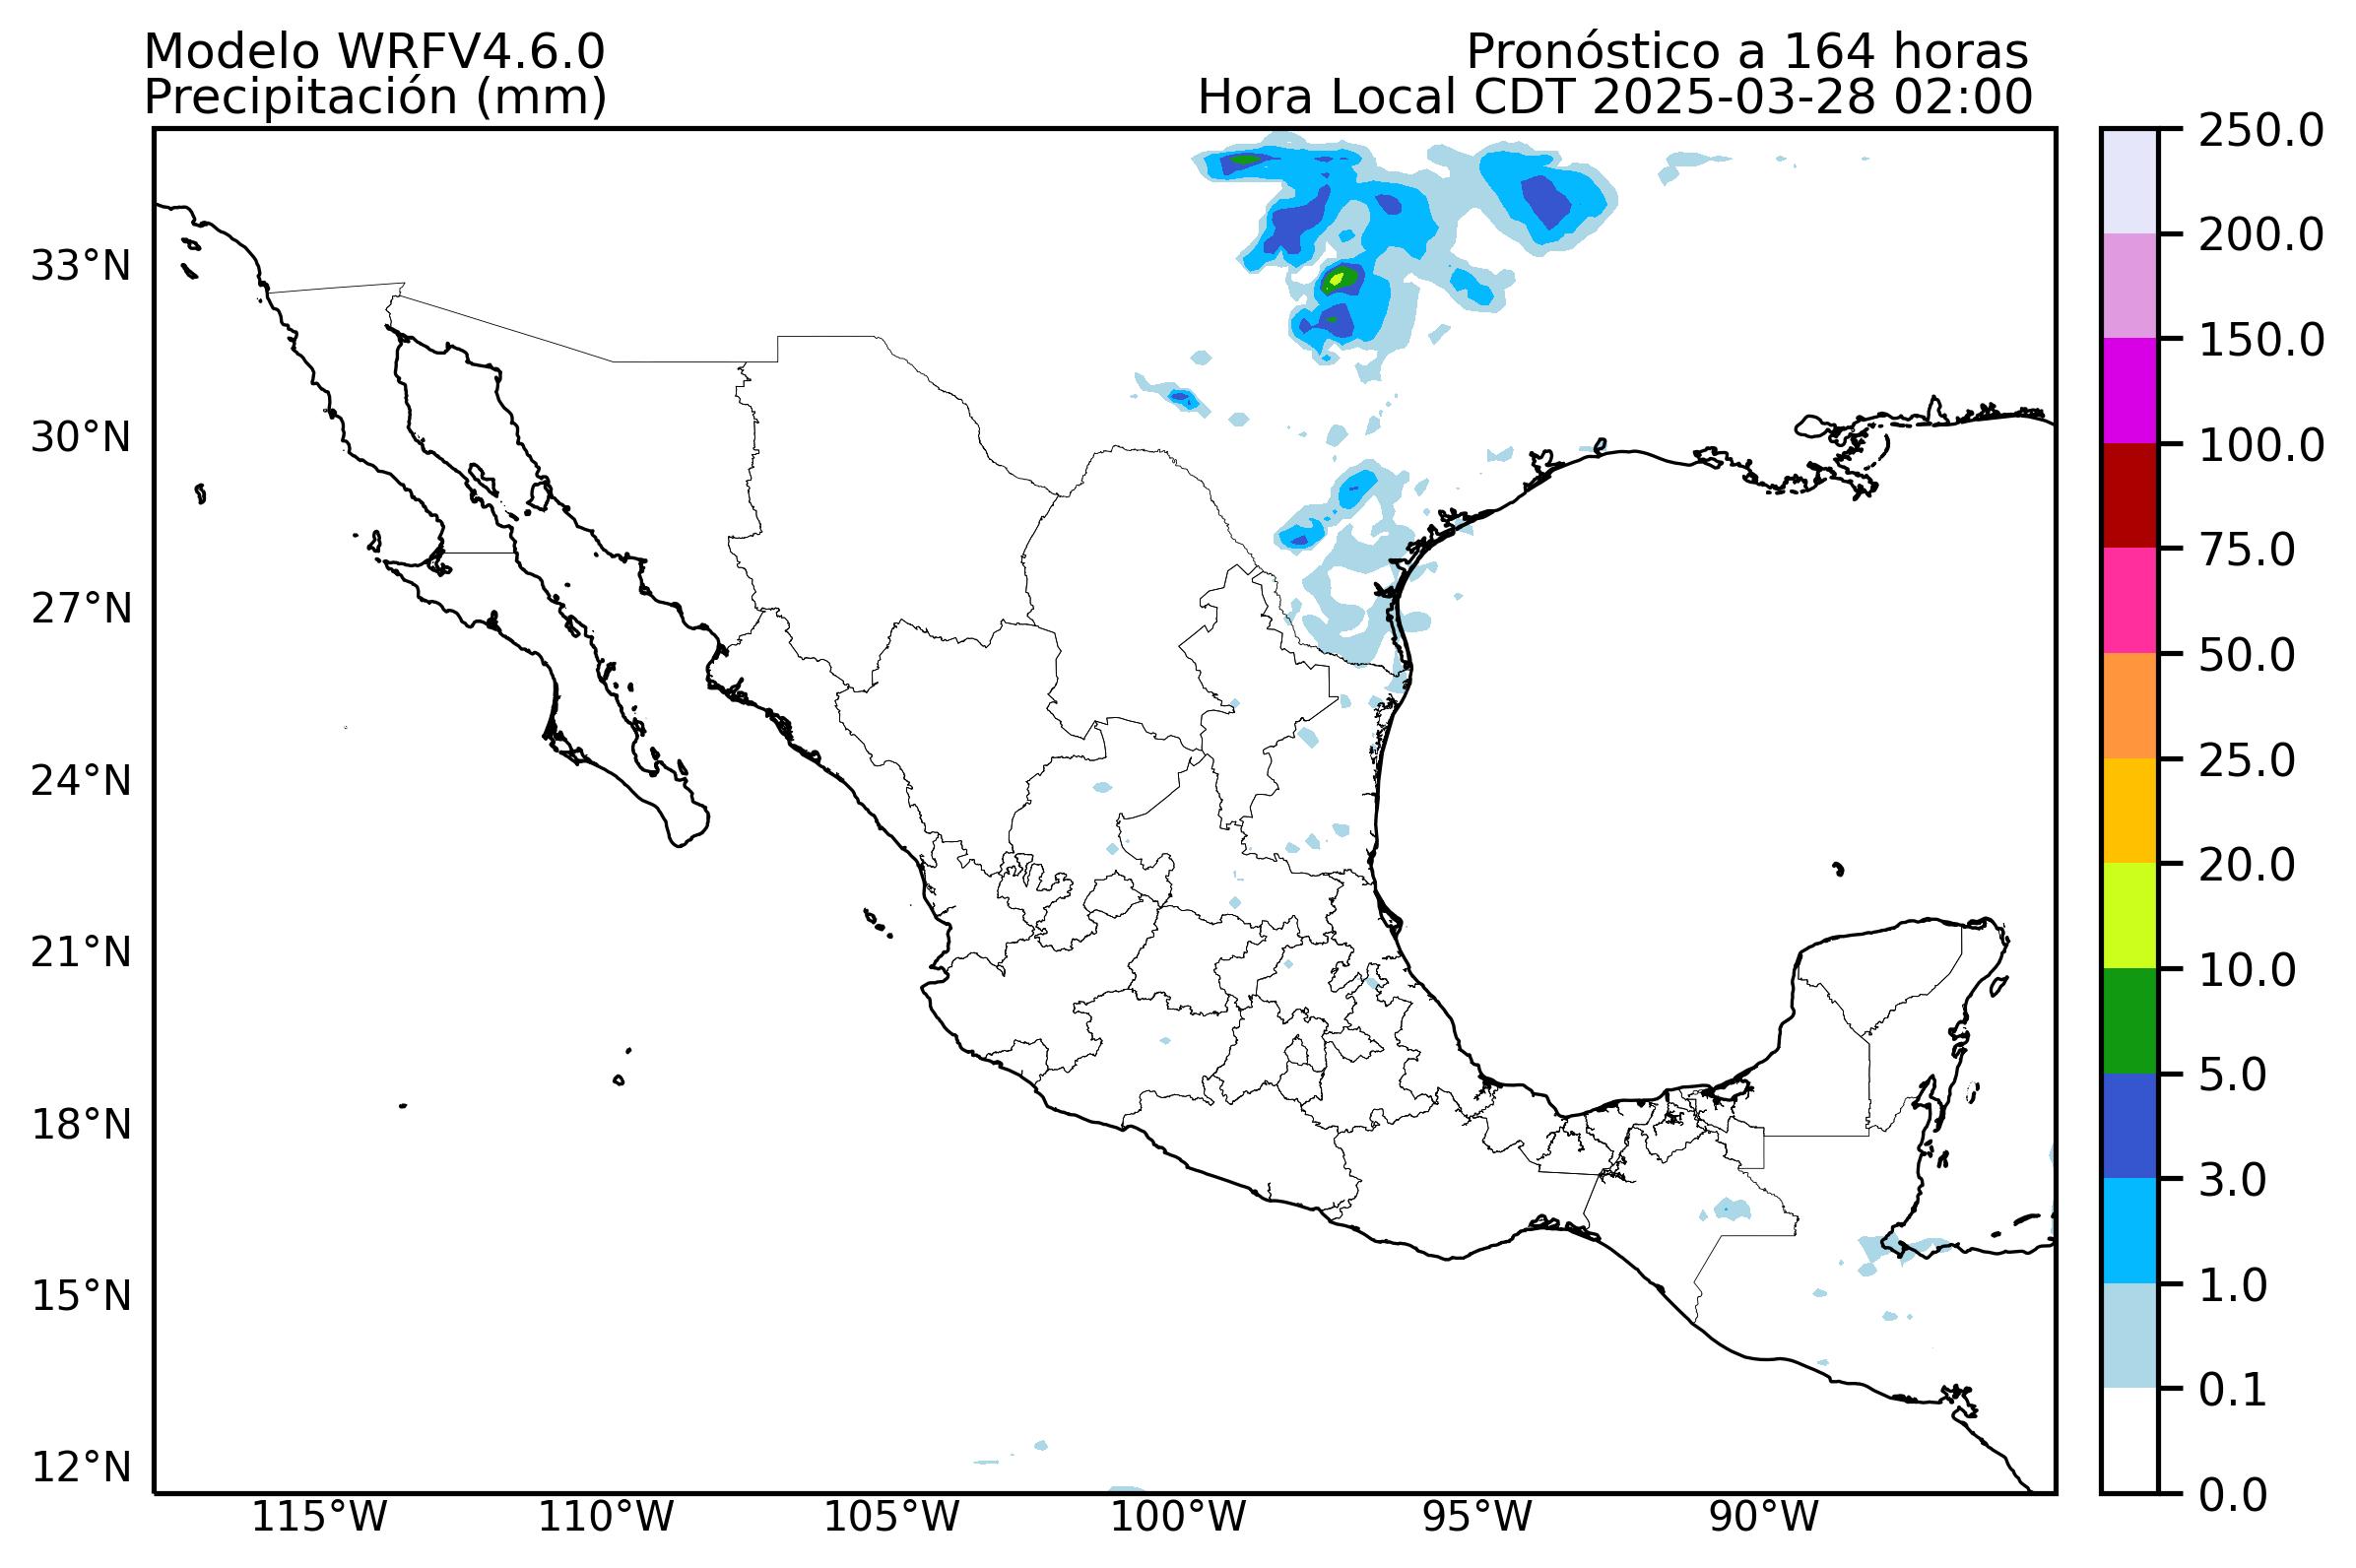 Modelo WRFV4.6.0
Precipitación (mm)
Pronóstico a 164 horas
Hora Local CDT 2025-03-28 02:00
33°N
30°N
27°N
24°N
21°N
18°N
15°N
12°N
115°W
110°W
105°W
100°W
95°W
90°W
250.0
200.0
150.0
100.0
75.0
50.0
25.0
20.0
10.0
5.0
3.0
1.0
0.1
0.0